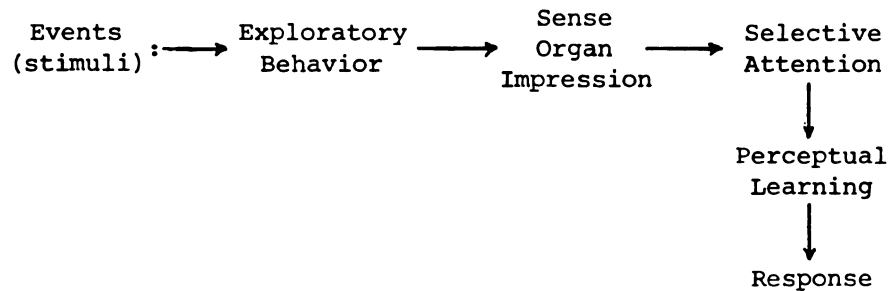 Events
(stimuli):
Exploratory
Behavior
Sense
Organ
Impression
Selective
Attention
Perceptual
Learning
Response